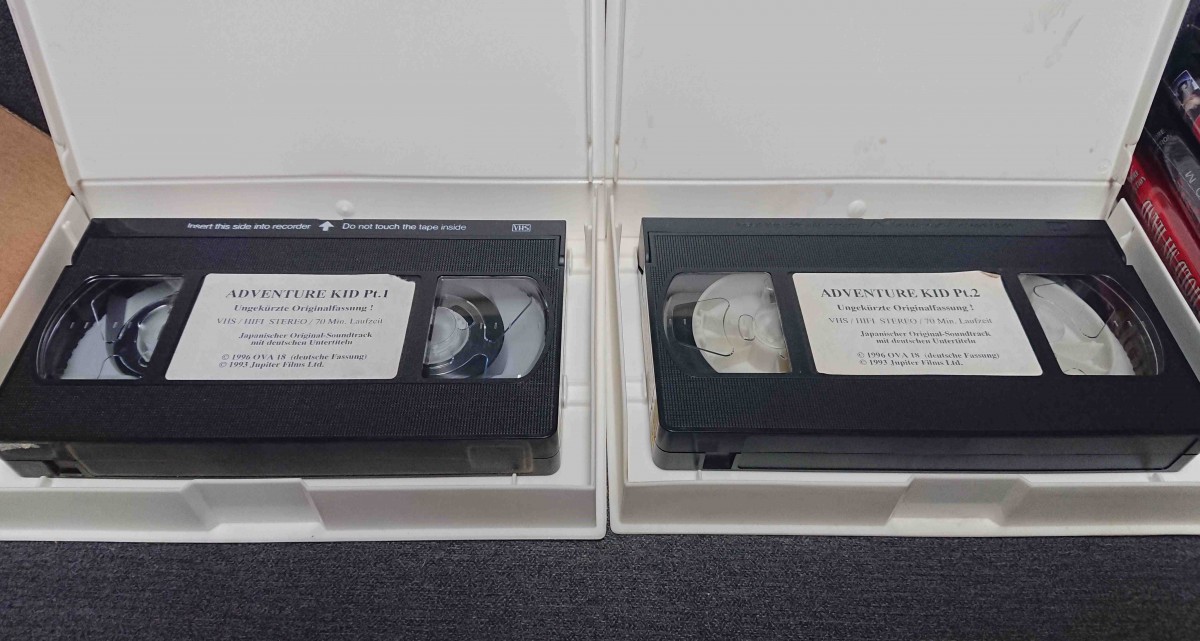 Insert this side into recorder Do not touch the tape inside VHS
ADVENTURE KID Pt.1
Ungekürzte Originalfassung !
VHS / HIFI STEREO / 70 Min. Laufzeit
Japanischer Original-Soundtrack
mit deutschen Untertiteln
© 1996 OVA 18 (deutsche Fassung)
© 1993 Jupiter Films Ltd.
ADVENTURE KID Pt.2
Ungekürzte Originalfassung !
VHS / HIFI STEREO / 70 Min. Laufzeit
Japanischer Original-Soundtrack
mit deutschen Untertiteln
© 1996 OVA 18 (deutsche Fassung)
© 1993 Jupiter Films Ltd.